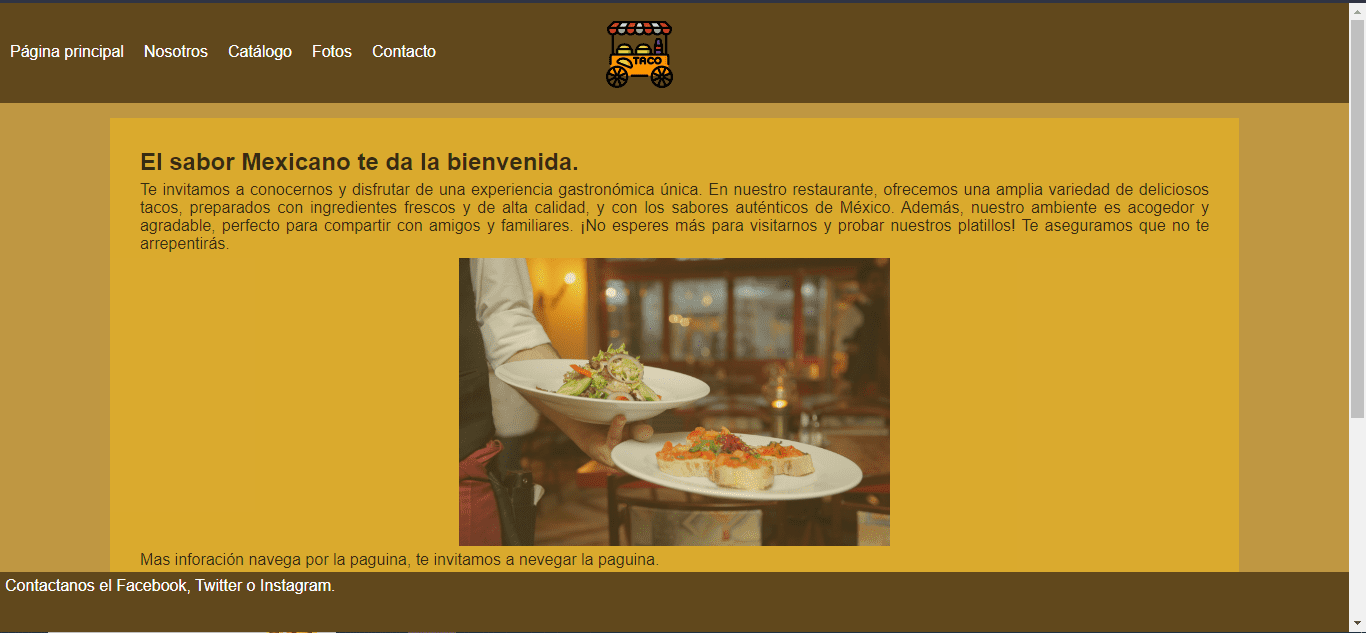 Página principal Nosotros Catálogo Fotos Contacto
TACO
El sabor Mexicano te da la bienvenida.
Te invitamos a conocernos y disfrutar de una experiencia gastronómica única. En nuestro restaurante, ofrecemos una amplia variedad de deliciosos
tacos, preparados con ingredientes frescos y de alta calidad, y con los sabores auténticos de México. Además, nuestro ambiente es acogedor y
agradable, perfecto para compartir con amigos y familiares. ¡No esperes más para visitarnos y probar nuestros platillos! Te aseguramos que no te
arrepentirás.
Mas inforación navega por la paguina, te invitamos a nevegar la paguina.
Contactanos el Facebook, Twitter o Instagram.